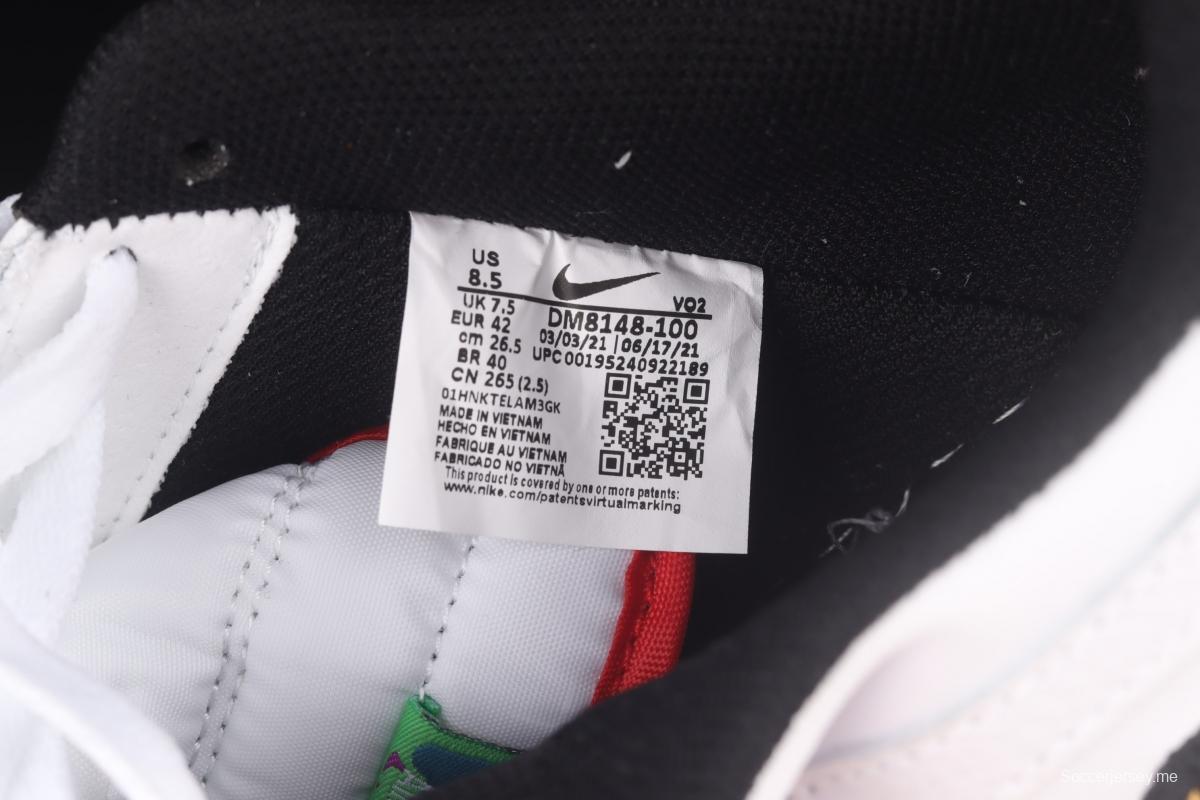 US
8.5
VO2
UK 7.5
DM8148-100
EUR 42
03/03/21 | 06/17/21
cm 26.5
UPC 00195240922189
BR 40
CN 265 (2.5)
01HNKTELAM3GK
MADE IN VIETNAM
HECHO EN VIETNAM
FABRIQUE AU VIETNAM
FABRICADO NO VIETNÃ
This product is covered by one or more patents:
www.nike.com/patentsvirtualmarking
Soccerjersey.me